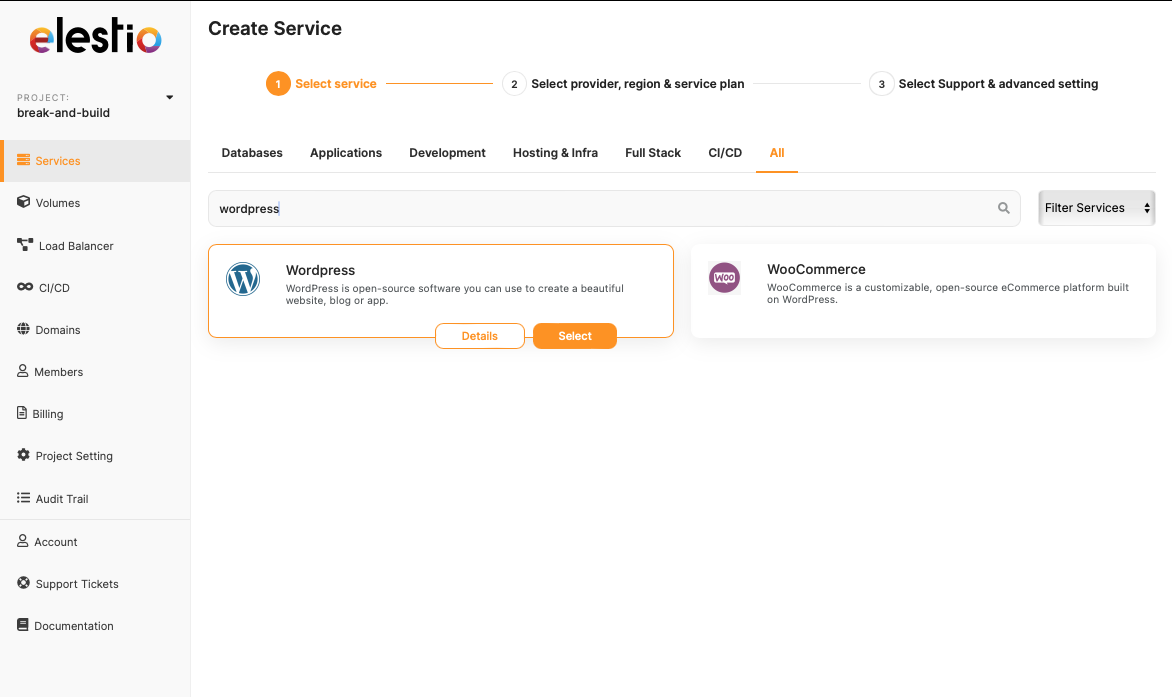 elestio
PROJECT:
break-and-build
Services
Volumes
Load Balancer
CI/CD
Domains
Members
Billing
Project Setting
Audit Trail
Account
Support Tickets
Documentation
Create Service
1 Select service
2 Select provider, region & service plan
3 Select Support & advanced setting
Databases Applications Development Hosting & Infra Full Stack CI/CD All
wordpress
Filter Services
W
Wordpress
WordPress is open-source software you can use to create a beautiful
website, blog or app.
Details Select
Woo
WooCommerce
WooCommerce is a customizable, open-source eCommerce platform built
on WordPress.